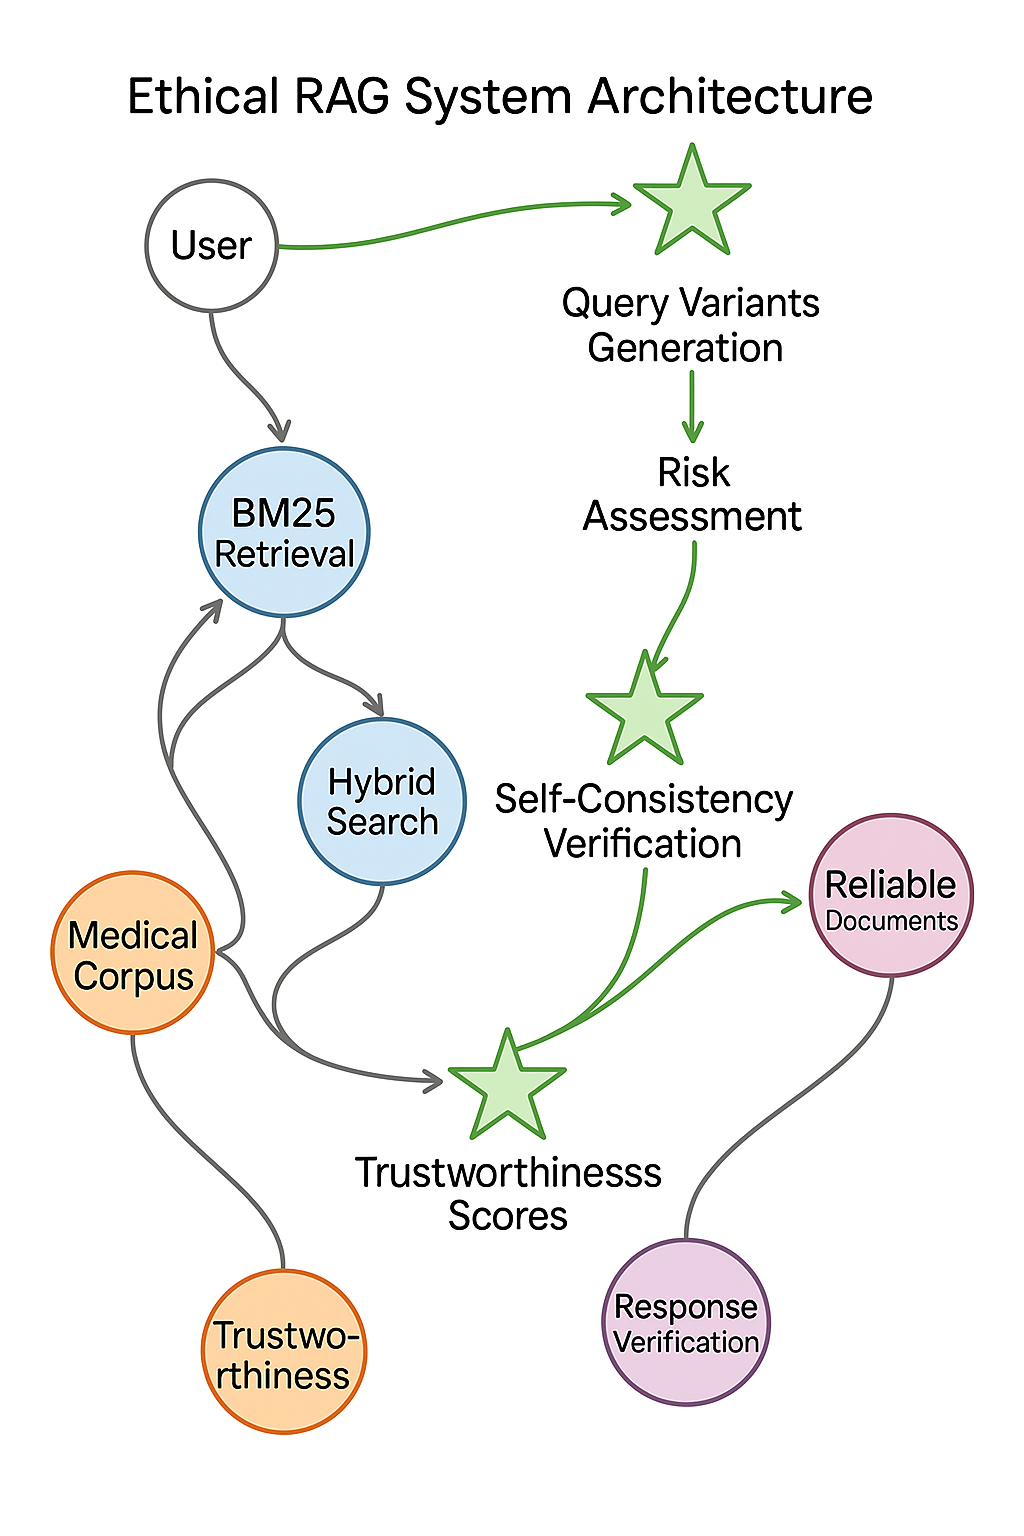 Ethical RAG System Architecture
User
Query Variants
Generation
Risk
Assessment
BM25
Retrieval
Hybrid
Search
Self-Consistency
Verification
Reliable
Documents
Medical
Corpus
Trustworthinesss
Scores
Response
Verification
Trustwo-
rthiness